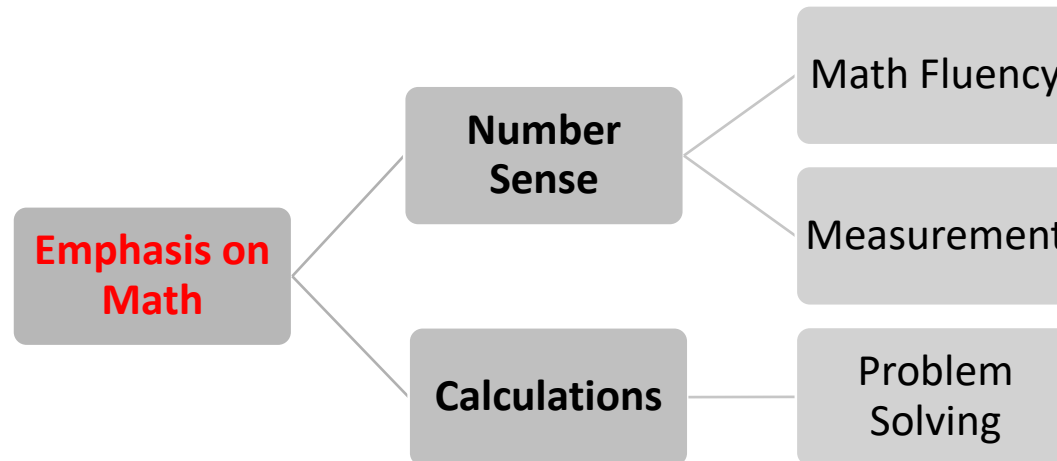 Math Fluency
Number
Sense
Measurement
Emphasis on
Math
Calculations
Problem
Solving